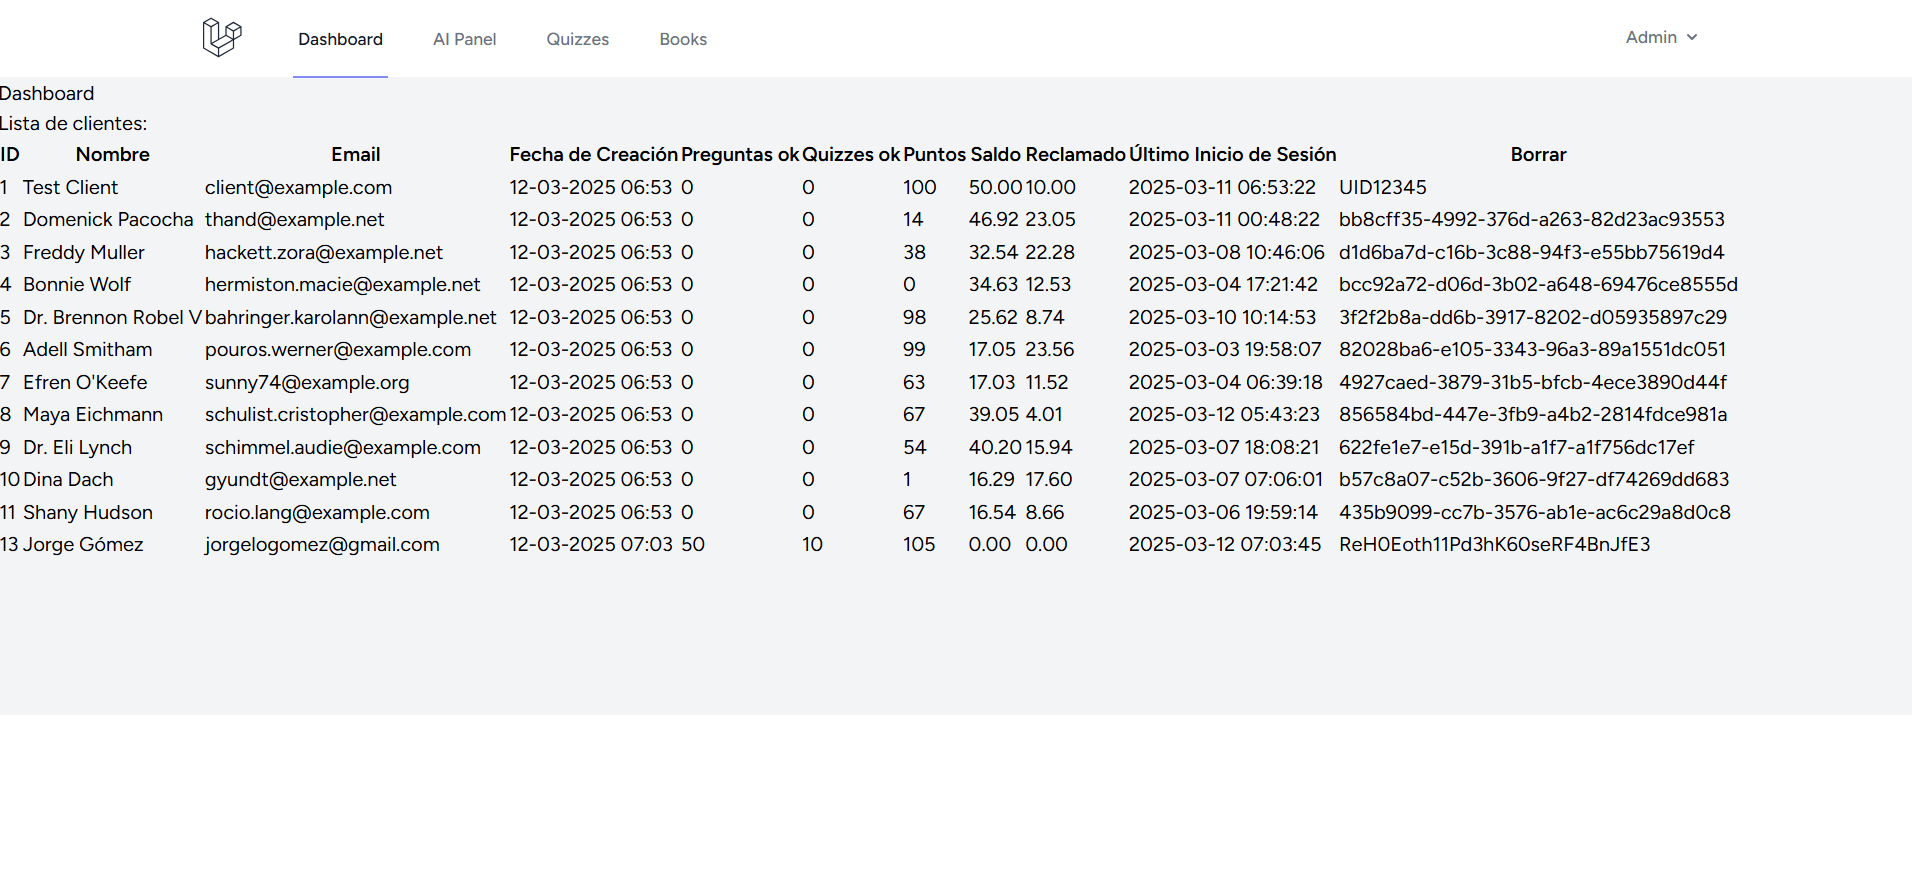 Dashboard AI Panel Quizzes Books Admin
Dashboard
Lista de clientes:
ID Nombre Email Fecha de Creación Preguntas ok Quizzes ok Puntos Saldo Reclamado Último Inicio de Sesión Borrar
1 Test Client client@example.com 12-03-2025 06:53 0 0 100 50.00 10.00 2025-03-11 06:53:22 UID12345
2 Domenick Pacocha thand@example.net 12-03-2025 06:53 0 0 14 46.92 23.05 2025-03-11 00:48:22 bb8cff35-4992-376d-a263-82d23ac93553
3 Freddy Muller hackett.zora@example.net 12-03-2025 06:53 0 0 38 32.54 22.28 2025-03-08 10:46:06 d1d6ba7d-c16b-3c88-94f3-e55bb75619d4
4 Bonnie Wolf hermiston.macie@example.net 12-03-2025 06:53 0 0 0 34.63 12.53 2025-03-04 17:21:42 bcc92a72-d06d-3b02-a648-69476ce8555d
5 Dr. Brennon Robel V bahringer.karolann@example.net 12-03-2025 06:53 0 0 98 25.62 8.74 2025-03-10 10:14:53 3f2f2b8a-dd6b-3917-8202-d05935897c29
6 Adell Smitham pouros.werner@example.com 12-03-2025 06:53 0 0 99 17.05 23.56 2025-03-03 19:58:07 82028ba6-e105-3343-96a3-89a1551dc051
7 Efren O'Keefe sunny74@example.org 12-03-2025 06:53 0 0 63 17.03 11.52 2025-03-04 06:39:18 4927caed-3879-31b5-bfcb-4ece3890d44f
8 Maya Eichmann schulist.cristopher@example.com 12-03-2025 06:53 0 0 67 39.05 4.01 2025-03-12 05:43:23 856584bd-447e-3fb9-a4b2-2814fdce981a
9 Dr. Eli Lynch schimmel.audie@example.com 12-03-2025 06:53 0 0 54 40.20 15.94 2025-03-07 18:08:21 622fe1e7-e15d-391b-a1f7-a1f756dc17ef
10 Dina Dach gyundt@example.net 12-03-2025 06:53 0 0 1 16.29 17.60 2025-03-07 07:06:01 b57c8a07-c52b-3606-9f27-df74269dd683
11 Shany Hudson rocio.lang@example.com 12-03-2025 06:53 0 0 67 16.54 8.66 2025-03-06 19:59:14 435b9099-cc7b-3576-ab1e-ac6c29a8d0c8
13 Jorge Gómez jorgelogomez@gmail.com 12-03-2025 07:03 50 10 105 0.00 0.00 2025-03-12 07:03:45 ReH0Eoth11Pd3hK60seRF4BnJfE3